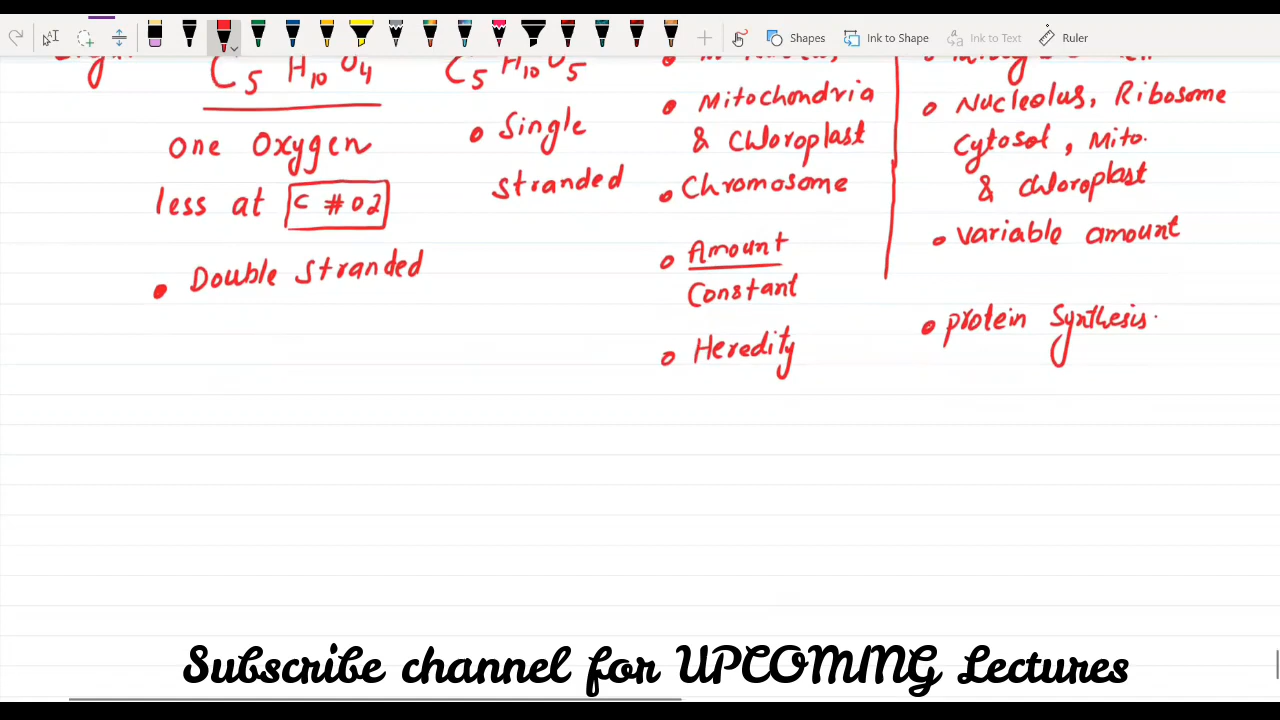 Shapes Ink to Shape Ink to Text Ruler
C5 H10 O4
one Oxygen
less at C #02
• Double Stranded
C5 H10 O5
• Single
Stranded
• Mitochondria
& Chloroplast
• Chromosome
• Amount
Constant
• Heredity
• Nucleolus, Ribosome
Cytosol, Mito.
& Chloroplast
• variable amount
• protein Synthesis.
Subscribe channel for UPCOMING Lectures